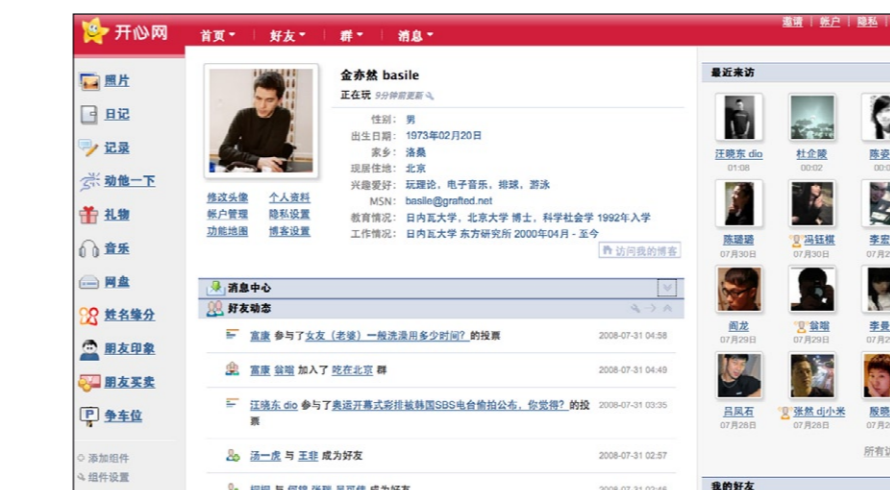 开心网
首页 好友 群 消息
邀请 | 帐户 | 隐私 |
照片
日记
记录
动他一下
礼物
音乐
网盘
姓名缘分
朋友印象
朋友买卖
争车位
添加组件
组件设置
修改头像 个人资料
帐户管理 隐私设置
功能地图 博客设置
金亦然 basile
正在玩 9分钟前更新
性别: 男
出生日期: 1973年02月20日
家乡: 洛桑
现居住地: 北京
兴趣爱好: 玩理论, 电子音乐, 排球, 游泳
MSN: basile@grafted.net
教育情况: 日内瓦大学, 北京大学 博士, 科学社会学 1992年入学
工作情况: 日内瓦大学 东方研究所 2000年04月 - 至今
访问我的博客
消息中心
好友动态
富康 参与了女友（老婆）一般洗澡用多少时间？的投票 2008-07-31 04:58
富康 翁嗡 加入了 吃在北京 群 2008-07-31 04:49
汪晓东 dio 参与了奥运开幕式彩排被韩国SBS电台偷拍公布，你觉得？的投 2008-07-31 03:35
票
汤一虎 与 王非 成为好友 2008-07-31 02:57
最近来访
汪晓东 dio 杜企陵
01:08 00:02
陈璐璐 冯钰棋 李宏
07月30日 07月30日
阎龙 翁嗡 李曼
07月29日 07月29日
吕凤石 张然 dj小米 殷晓
07月28日 07月28日
我的好友